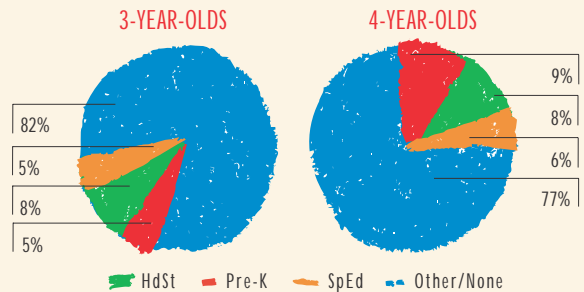 3-YEAR-OLDS
82%
5%
8%
5%
4-YEAR-OLDS
9%
8%
6%
77%
HdSt Pre-K SpEd Other/None